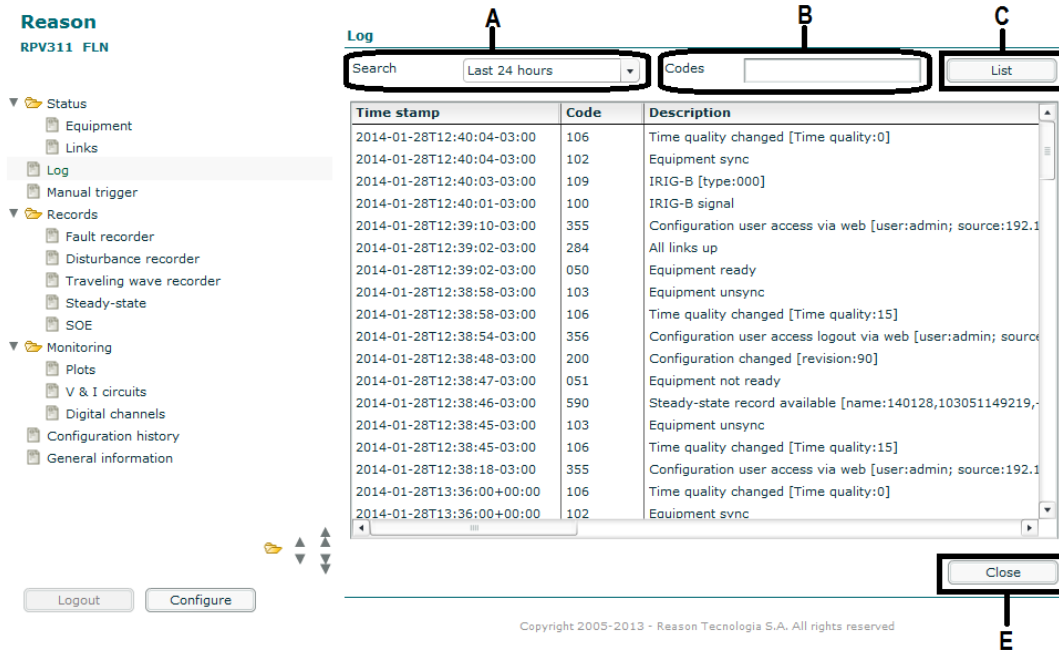 Reason
RPV311 FLN
Status
Equipment
Links
Log
Manual trigger
Records
Fault recorder
Disturbance recorder
Traveling wave recorder
Steady-state
SOE
Monitoring
Plots
V & I circuits
Digital channels
Configuration history
General information
Logout Configure
A B C
Log
Search Last 24 hours Codes List
Time stamp Code Description
2014-01-28T12:40:04-03:00 106 Time quality changed [Time quality:0]
2014-01-28T12:40:04-03:00 102 Equipment sync
2014-01-28T12:40:03-03:00 109 IRIG-B [type:000]
2014-01-28T12:40:01-03:00 100 IRIG-B signal
2014-01-28T12:39:10-03:00 355 Configuration user access via web [user:admin; source:192.1
2014-01-28T12:39:02-03:00 284 All links up
2014-01-28T12:39:02-03:00 050 Equipment ready
2014-01-28T12:38:58-03:00 103 Equipment unsync
2014-01-28T12:38:58-03:00 106 Time quality changed [Time quality:15]
2014-01-28T12:38:54-03:00 356 Configuration user access logout via web [user:admin; source
2014-01-28T12:38:48-03:00 200 Configuration changed [revision:90]
2014-01-28T12:38:47-03:00 051 Equipment not ready
2014-01-28T12:38:46-03:00 590 Steady-state record available [name:140128,103051149219,-
2014-01-28T12:38:45-03:00 103 Equipment unsync
2014-01-28T12:38:45-03:00 106 Time quality changed [Time quality:15]
2014-01-28T12:38:18-03:00 355 Configuration user access via web [user:admin; source:192.1
2014-01-28T13:36:00+00:00 106 Time quality changed [Time quality:0]
2014-01-28T13:36:00+00:00 102 Equipment sync
Close
E
Copyright 2005-2013 - Reason Tecnologia S.A. All rights reserved